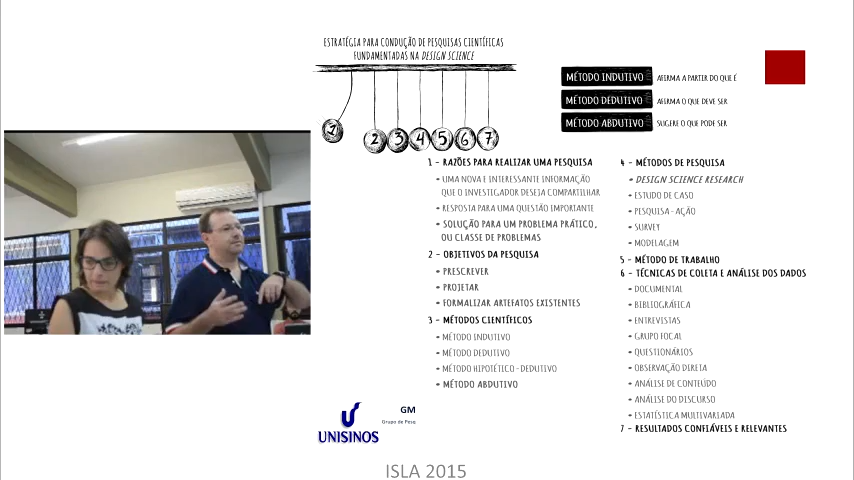 ESTRATÉGIA PARA CONDUÇÃO DE PESQUISAS CIENTÍFICAS
FUNDAMENTADAS NA DESIGN SCIENCE
1 2 3 4 5 6 7
MÉTODO INDUTIVO AFIRMA A PARTIR DO QUE É
MÉTODO DEDUTIVO AFIRMA O QUE DEVE SER
MÉTODO ABDUTIVO SUGERE O QUE PODE SER
1 - RAZÕES PARA REALIZAR UMA PESQUISA
• UMA NOVA E INTERESSANTE INFORMAÇÃO
QUE O INVESTIGADOR DESEJA COMPARTILHAR
• RESPOSTA PARA UMA QUESTÃO IMPORTANTE
• SOLUÇÃO PARA UM PROBLEMA PRÁTICO,
OU CLASSE DE PROBLEMAS
2 - OBJETIVOS DA PESQUISA
• PRESCREVER
• PROJETAR
• FORMALIZAR ARTEFATOS EXISTENTES
3 - MÉTODOS CIENTÍFICOS
• MÉTODO INDUTIVO
• MÉTODO DEDUTIVO
• MÉTODO HIPOTÉTICO - DEDUTIVO
• MÉTODO ABDUTIVO
4 - MÉTODOS DE PESQUISA
• DESIGN SCIENCE RESEARCH
• ESTUDO DE CASO
• PESQUISA - AÇÃO
• SURVEY
• MODELAGEM
5 - MÉTODO DE TRABALHO
6 - TÉCNICAS DE COLETA E ANÁLISE DOS DADOS
• DOCUMENTAL
• BIBLIOGRÁFICA
• ENTREVISTAS
• GRUPO FOCAL
• QUESTIONÁRIOS
• OBSERVAÇÃO DIRETA
• ANÁLISE DE CONTEÚDO
• ANÁLISE DO DISCURSO
• ESTATÍSTICA MULTIVARIADA
7 - RESULTADOS CONFIÁVEIS E RELEVANTES
UNISINOS
GM
Grupo de Pesq
ISLA 2015